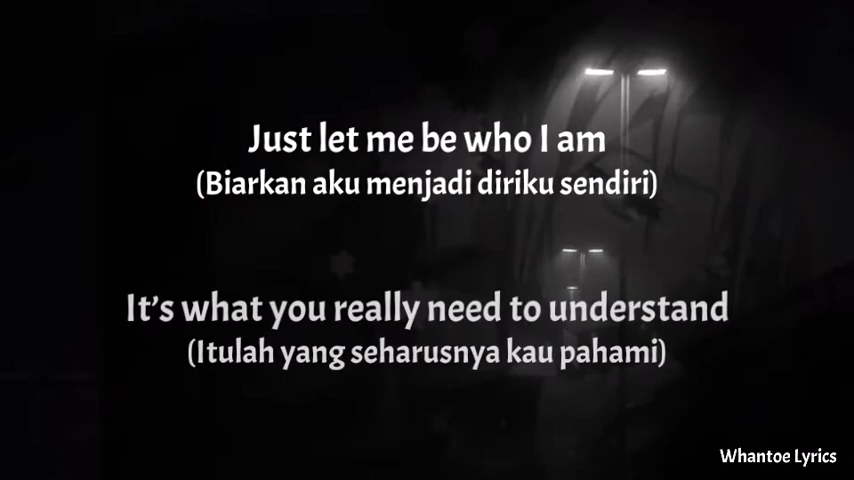 Just let me be who I am
(Biarkan aku menjadi diriku sendiri)
It's what you really need to understand
(Itulah yang seharusnya kau pahami)
Whantoe Lyrics